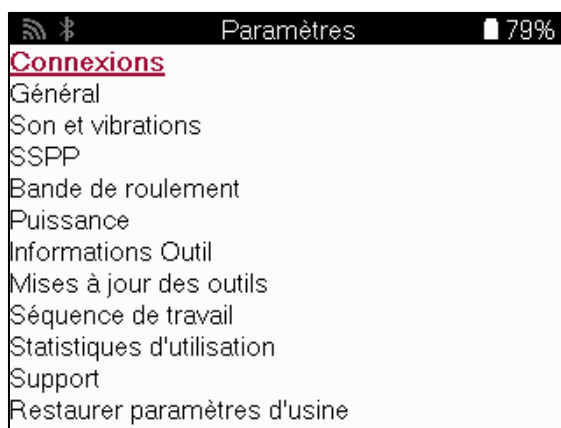 Paramètres 79%
Connexions
Général
Son et vibrations
SSPP
Bande de roulement
Puissance
Informations Outil
Mises à jour des outils
Séquence de travail
Statistiques d'utilisation
Support
Restaurer paramètres d'usine